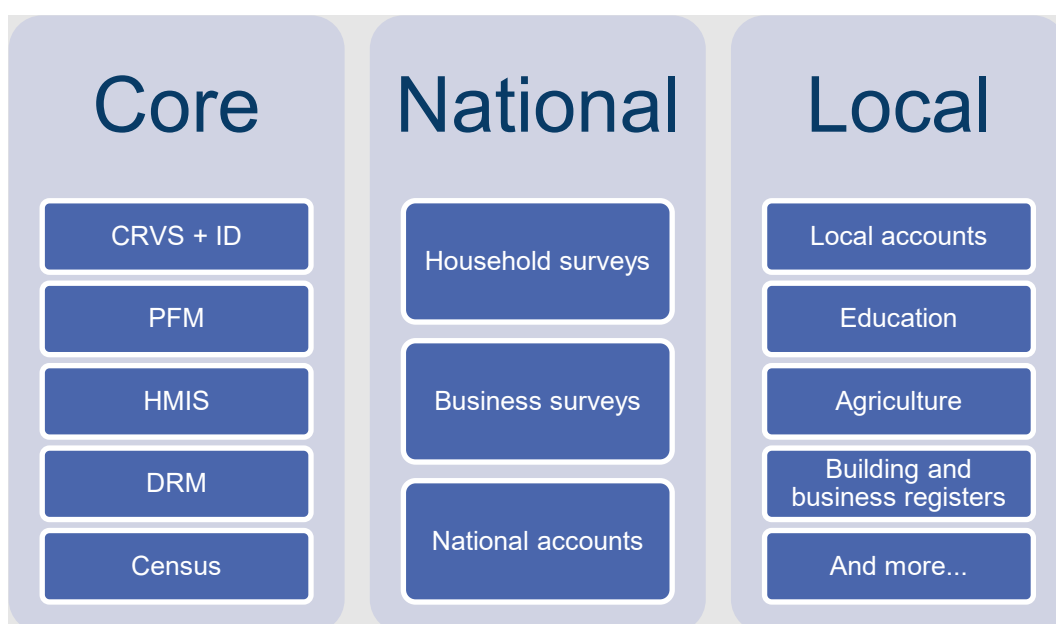 Core
CRVS + ID
PFM
HMIS
DRM
Census
National
Household surveys
Business surveys
National accounts
Local
Local accounts
Education
Agriculture
Building and
business registers
And more...